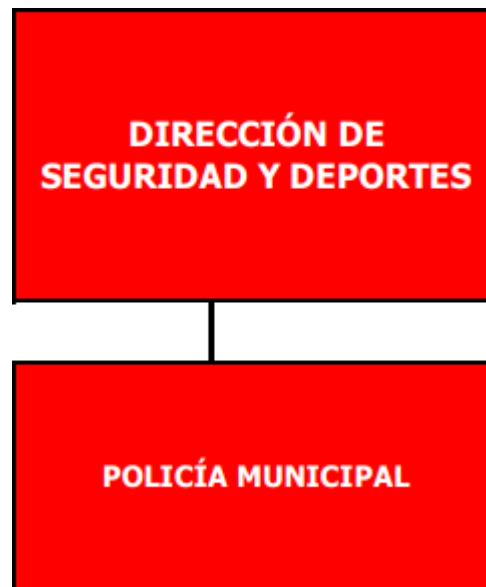 DIRECCIÓN DE
SEGURIDAD Y DEPORTES
POLICÍA MUNICIPAL